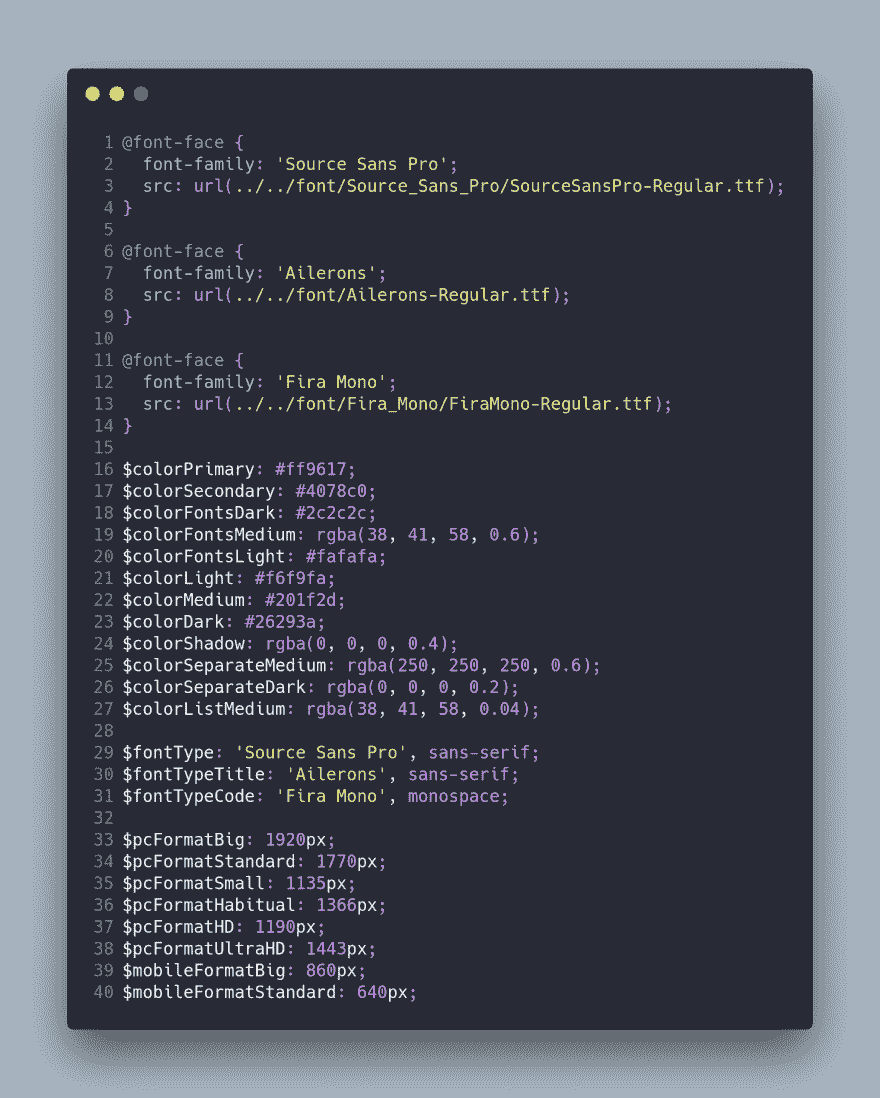 1 @font-face {
2   font-family: 'Source Sans Pro';
3   src: url(../../font/Source_Sans_Pro/SourceSansPro-Regular.ttf);
4 }
5
6 @font-face {
7   font-family: 'Ailerons';
8   src: url(../../font/Ailerons-Regular.ttf);
9 }
10
11 @font-face {
12   font-family: 'Fira Mono';
13   src: url(../../font/Fira_Mono/FiraMono-Regular.ttf);
14 }
15
16 $colorPrimary: #ff9617;
17 $colorSecondary: #4078c0;
18 $colorFontsDark: #2c2c2c;
19 $colorFontsMedium: rgba(38, 41, 58, 0.6);
20 $colorFontsLight: #fafafa;
21 $colorLight: #f6f9fa;
22 $colorMedium: #201f2d;
23 $colorDark: #26293a;
24 $colorShadow: rgba(0, 0, 0, 0.4);
25 $colorSeparateMedium: rgba(250, 250, 250, 0.6);
26 $colorSeparateDark: rgba(0, 0, 0, 0.2);
27 $colorListMedium: rgba(38, 41, 58, 0.04);
28
29 $fontType: 'Source Sans Pro', sans-serif;
30 $fontTypeTitle: 'Ailerons', sans-serif;
31 $fontTypeCode: 'Fira Mono', monospace;
32
33 $pcFormatBig: 1920px;
34 $pcFormatStandard: 1770px;
35 $pcFormatSmall: 1135px;
36 $pcFormatHabitual: 1366px;
37 $pcFormatHD: 1190px;
38 $pcFormatUltraHD: 1443px;
39 $mobileFormatBig: 860px;
40 $mobileFormatStandard: 640px;